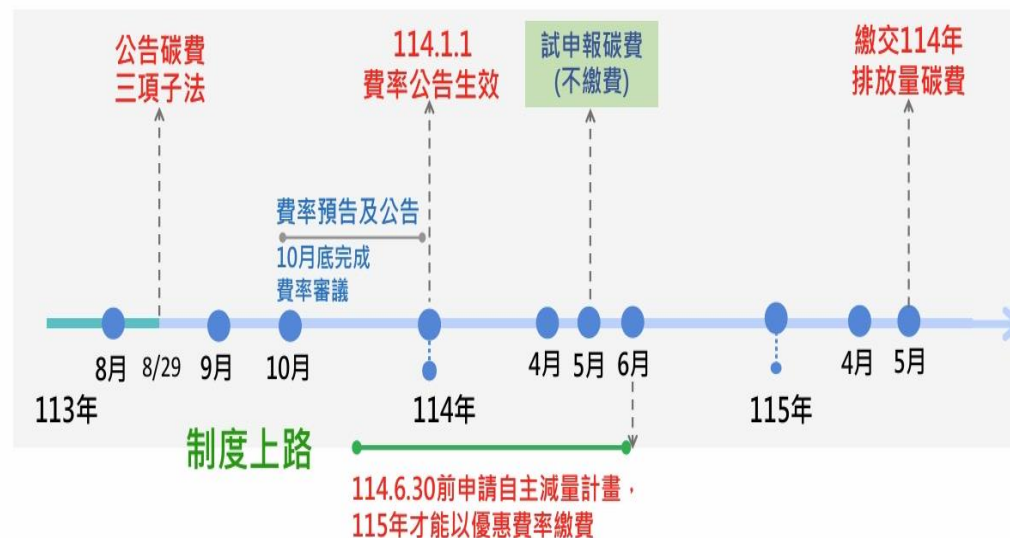 公告碳費
三項子法
114.1.1
費率公告生效
試申報碳費
(不繳費)
繳交114年
排放量碳費
費率預告及公告
10月底完成
費率審議
8月
8/29
9月
10月
4月
5月
6月
4月
5月
113年
114年
115年
制度上路
114.6.30前申請自主減量計畫，
115年才能以優惠費率繳費